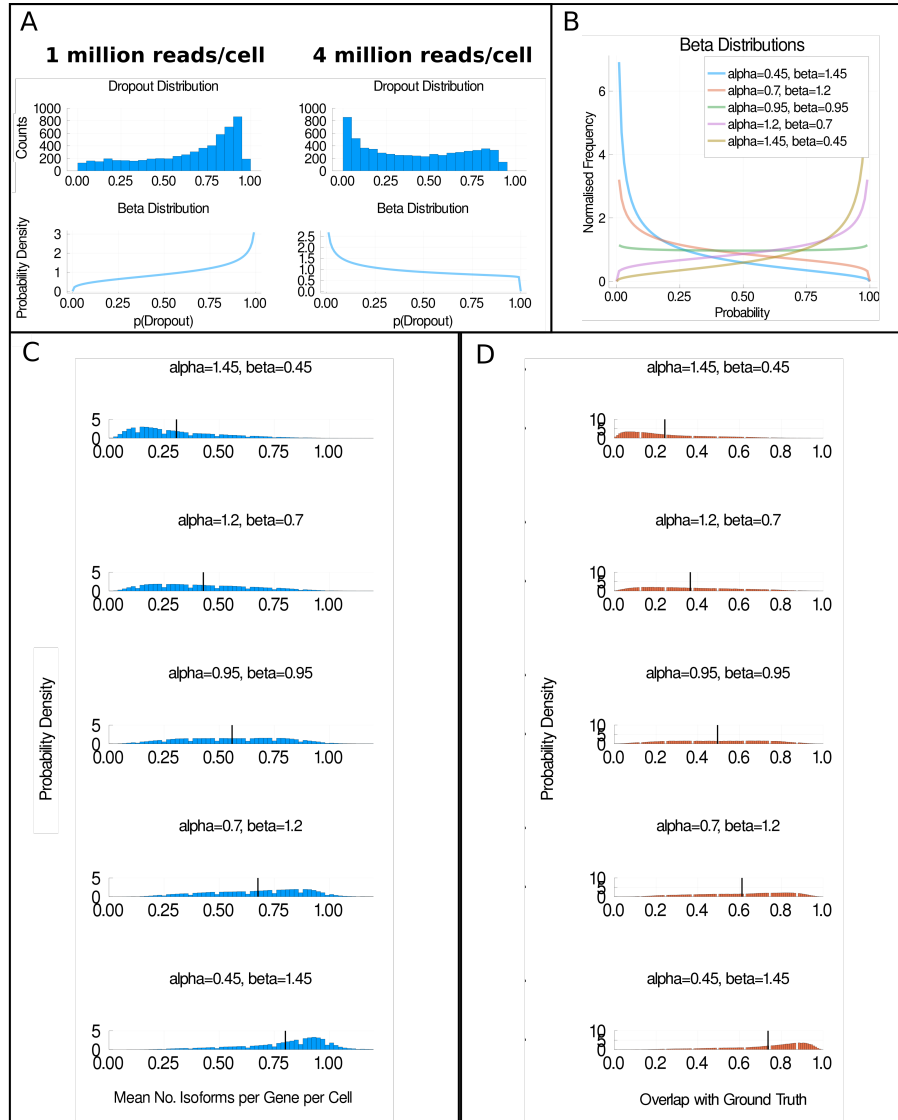 A
1 million reads/cell
4 million reads/cell
Dropout Distribution
Dropout Distribution
Counts
1000
800
600
400
200
0
0.00 0.25 0.50 0.75 1.00
1000
800
600
400
200
0
0.00 0.25 0.50 0.75 1.00
Beta Distribution
Beta Distribution
Probability Density
3
2
1
0
0.00 0.25 0.50 0.75 1.00
p(Dropout)
2.5
2.0
1.5
1.0
0.5
0.0
0.00 0.25 0.50 0.75 1.00
p(Dropout)
B
Beta Distributions
Normalised Frequency
6
4
2
0
alpha=0.45, beta=1.45
alpha=0.7, beta=1.2
alpha=0.95, beta=0.95
alpha=1.2, beta=0.7
alpha=1.45, beta=0.45
0.00 0.25 0.50 0.75 1.00
Probability
C
alpha=1.45, beta=0.45
5
0
0.00 0.25 0.50 0.75 1.00
alpha=1.2, beta=0.7
5
0
0.00 0.25 0.50 0.75 1.00
alpha=0.95, beta=0.95
5
0
0.00 0.25 0.50 0.75 1.00
alpha=0.7, beta=1.2
5
0
0.00 0.25 0.50 0.75 1.00
alpha=0.45, beta=1.45
5
0
0.00 0.25 0.50 0.75 1.00
Probability Density
Mean No. Isoforms per Gene per Cell
D
alpha=1.45, beta=0.45
10
5
0
0.0 0.2 0.4 0.6 0.8 1.0
alpha=1.2, beta=0.7
10
5
0
0.0 0.2 0.4 0.6 0.8 1.0
alpha=0.95, beta=0.95
10
5
0
0.0 0.2 0.4 0.6 0.8 1.0
alpha=0.7, beta=1.2
10
5
0
0.0 0.2 0.4 0.6 0.8 1.0
alpha=0.45, beta=1.45
10
5
0
0.0 0.2 0.4 0.6 0.8 1.0
Probability Density
Overlap with Ground Truth